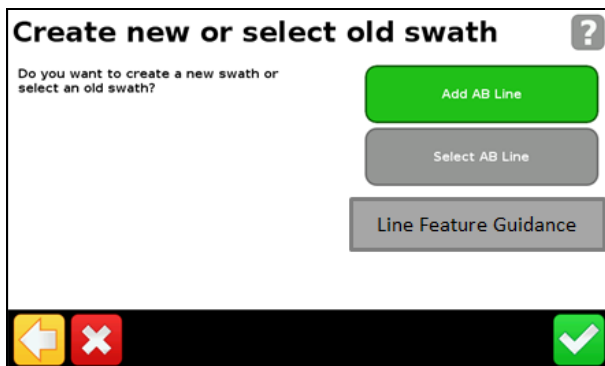 Create new or select old swath
?
Do you want to create a new swath or
select an old swath?
Add AB Line
Select AB Line
Line Feature Guidance